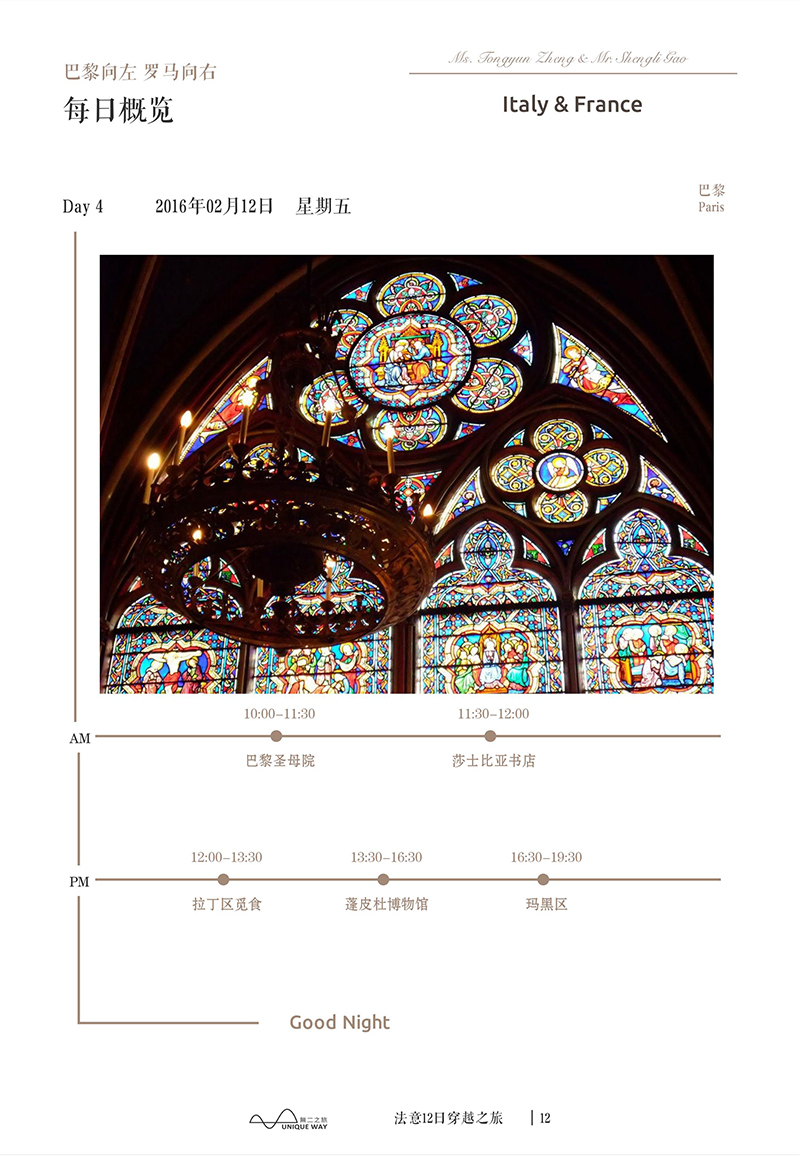 巴黎向左 罗马向右
Ms. Tongyun Zheng & Mr. Shengli Gao
每日概览
Italy & France
Day 4 2016年02月12日 星期五
巴黎
Paris
10:00–11:30 11:30–12:00
AM
巴黎圣母院 莎士比亚书店
12:00–13:30 13:30–16:30 16:30–19:30
PM
拉丁区觅食 蓬皮杜博物馆 玛黑区
Good Night
无二之旅
UNIQUE WAY
法意12日穿越之旅 | 12